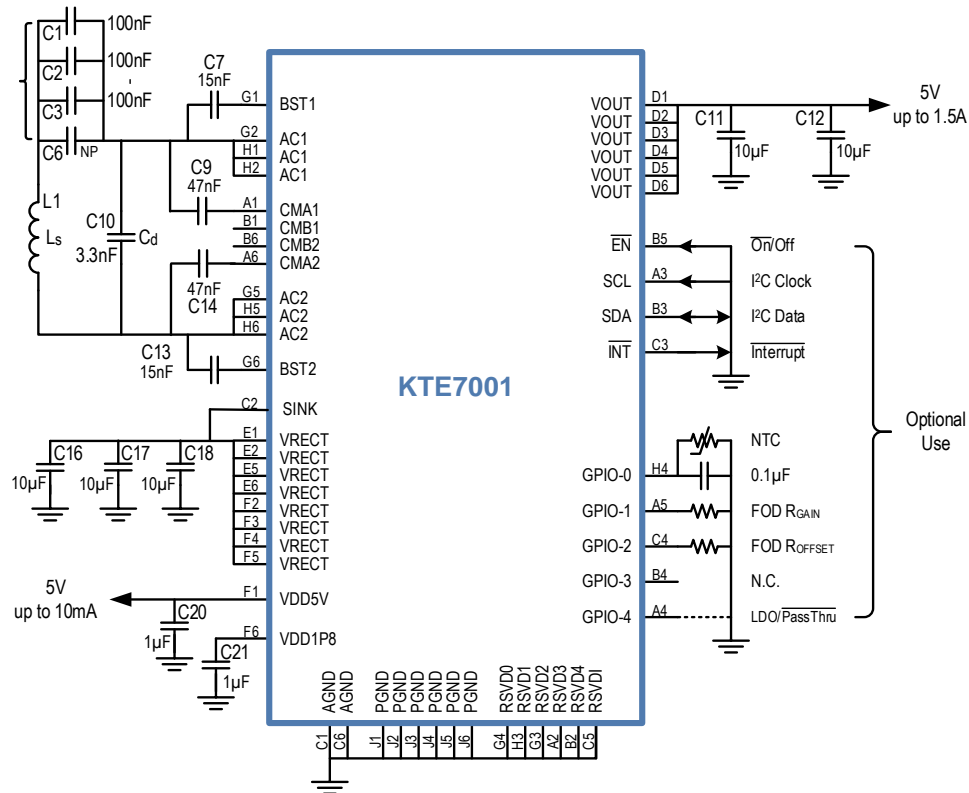 C1
100nF
C2
100nF
C3
100nF
C6
NP
L1
Ls
C10
3.3nF
Cd
C7
15nF
C9
47nF
47nF
C14
C13
15nF
G1 BST1
G2 AC1
H1 AC1
H2 AC1
A1 CMA1
B1 CMB1
B6 CMB2
A6 CMA2
G5 AC2
H5 AC2
H6 AC2
G6 BST2
C2 SINK
E1 VRECT
E2 VRECT
E5 VRECT
E6 VRECT
F2 VRECT
F3 VRECT
F4 VRECT
F5 VRECT
C16
10µF
C17
10µF
C18
10µF
5V
up to 10mA
F1 VDD5V
C20
1µF
F6 VDD1P8
C21
1µF
KTE7001
VOUT D1
VOUT D2
VOUT D3
VOUT D4
VOUT D5
VOUT D6
C11
10µF
C12
10µF
5V
up to 1.5A
EN B5 On/Off
SCL A3 I²C Clock
SDA B3 I²C Data
INT C3 Interrupt
Optional
Use
NTC
GPIO-0 H4 0.1µF
GPIO-1 A5 FOD RGAIN
GPIO-2 C4 FOD ROFFSET
GPIO-3 B4 N.C.
GPIO-4 A4 LDO/PassThru
AGND C1
AGND C6
PGND J1
PGND J2
PGND J3
PGND J4
PGND J5
PGND J6
RSVD0 G4
RSVD1 H3
RSVD2 G3
RSVD3 A2
RSVD4 B2
RSVDI C5